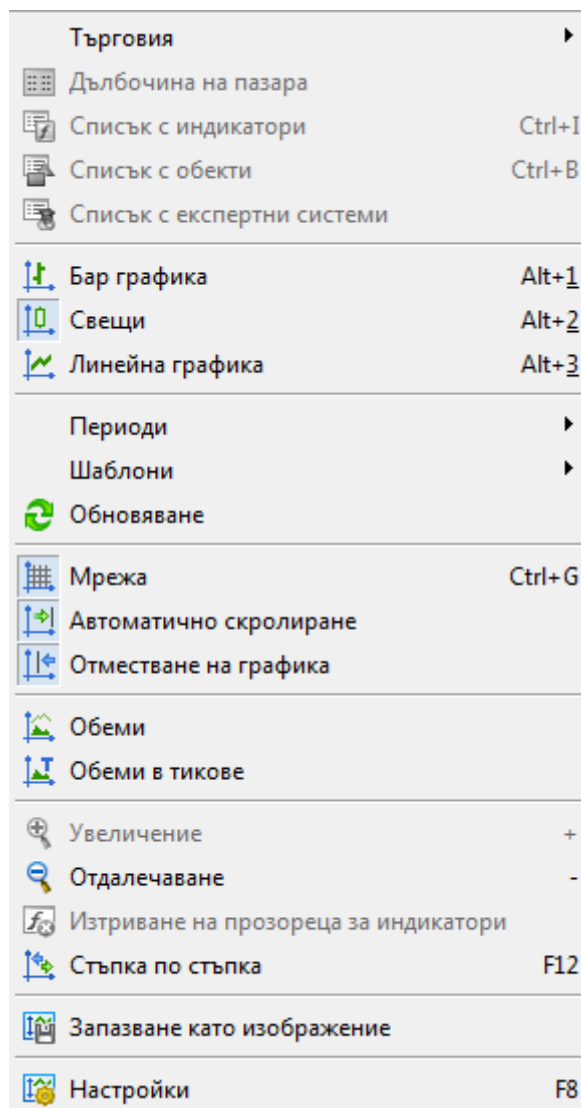 Търговия
Дълбочина на пазара
Списък с индикатори Ctrl+I
Списък с обекти Ctrl+B
Списък с експертни системи
Бар графика Alt+1
Свещи Alt+2
Линейна графика Alt+3
Периоди
Шаблони
Обновяване
Мрежа Ctrl+G
Автоматично скролиране
Отместване на графика
Обеми
Обеми в тикове
Увеличение +
Отдалечаване -
Изтриване на прозореца за индикатори
Стъпка по стъпка F12
Запазване като изображение
Настройки F8